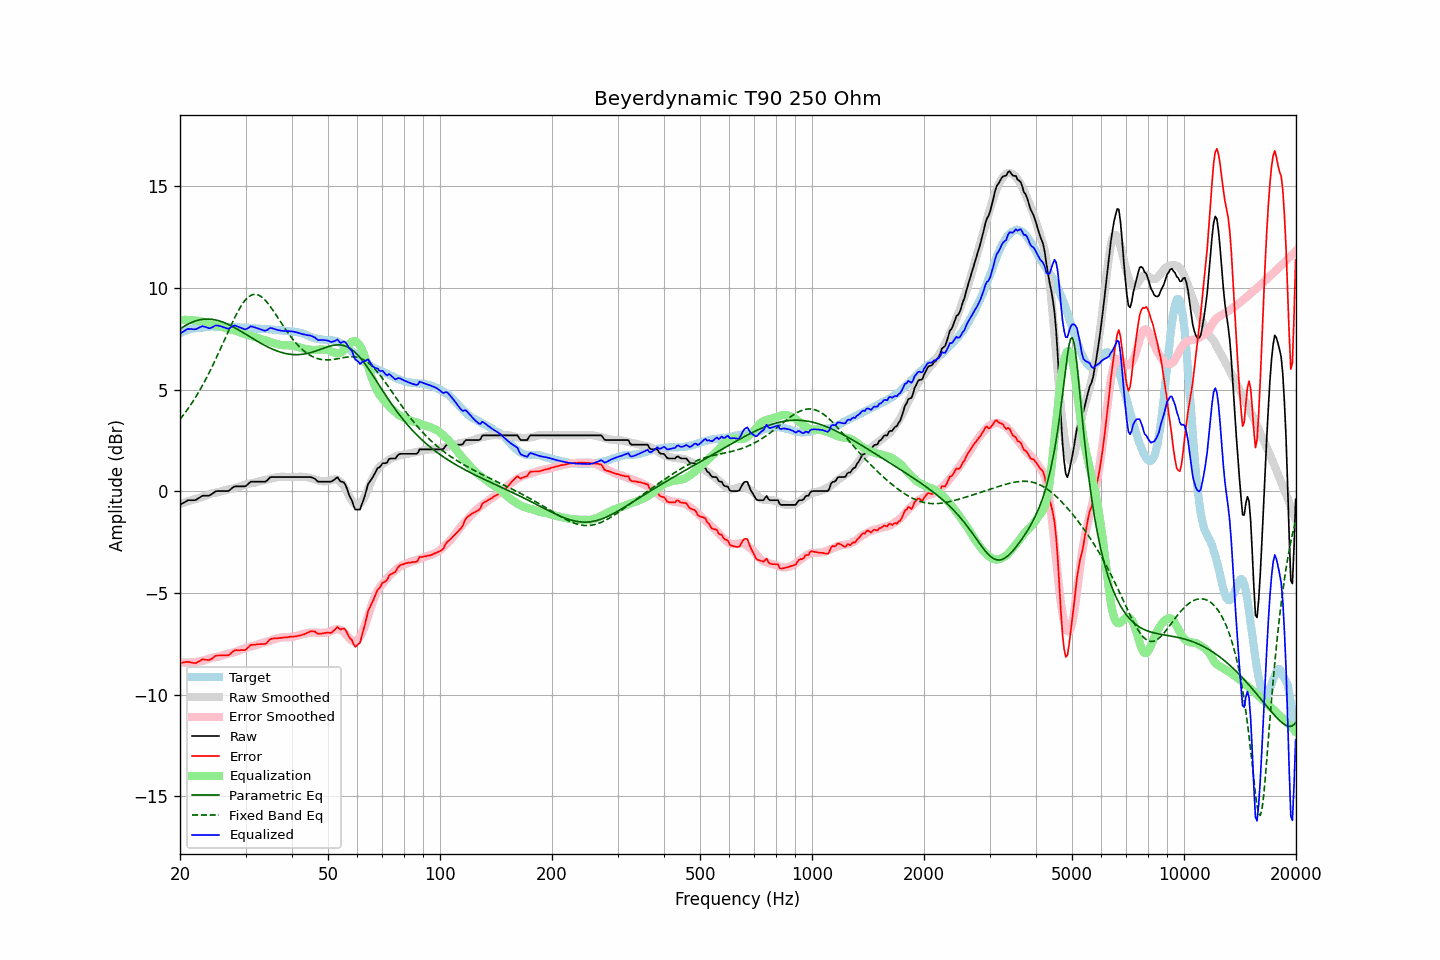 Beyerdynamic T90 250 Ohm
Amplitude (dBr)
15
10
5
0
−5
−10
−15
Target
Raw Smoothed
Error Smoothed
Raw
Error
Equalization
Parametric Eq
Fixed Band Eq
Equalized
20 50 100 200 500 1000 2000 5000 10000 20000
Frequency (Hz)